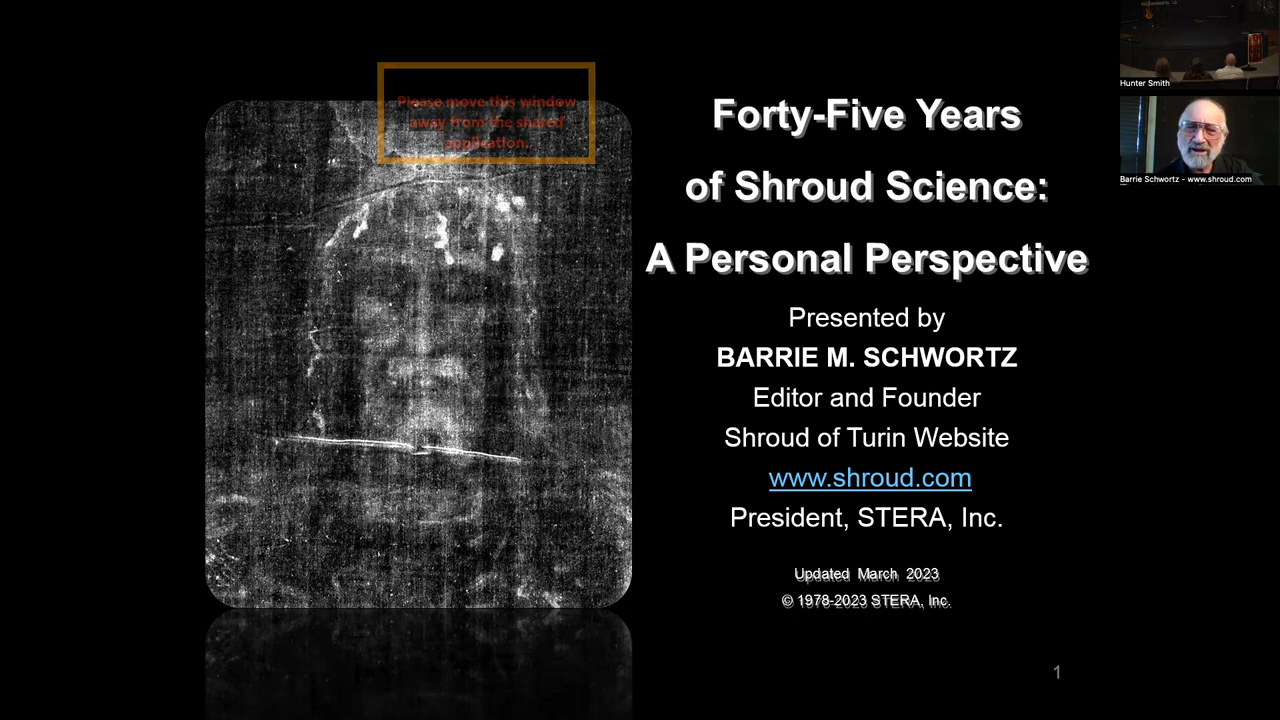 Please move this window
away from the shared
application.
Forty-Five Years
of Shroud Science:
A Personal Perspective
Presented by
BARRIE M. SCHWORTZ
Editor and Founder
Shroud of Turin Website
www.shroud.com
President, STERA, Inc.
Updated March 2023
© 1978-2023 STERA, Inc.
1
Hunter Smith
Barrie Schwortz - www.shroud.com